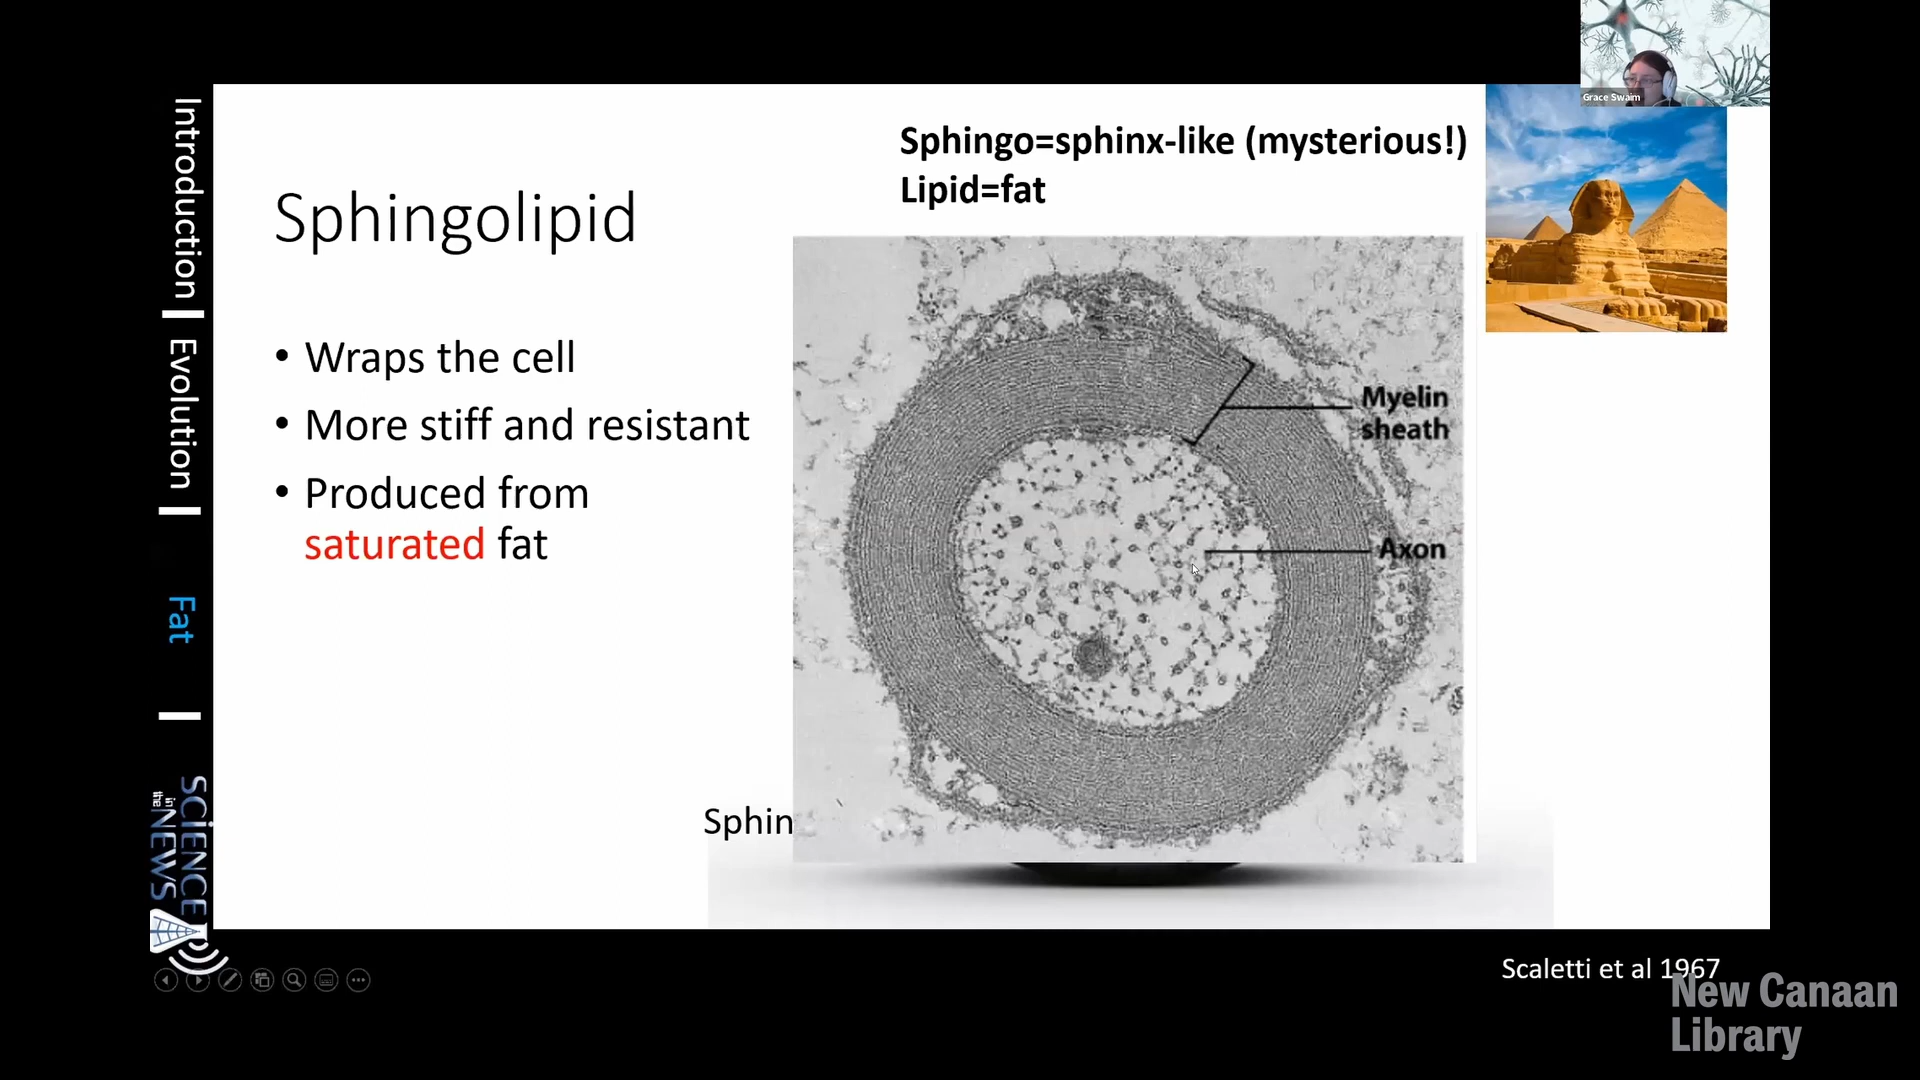 Grace Swaim
Sphingo=sphinx-like (mysterious!)
Lipid=fat
Sphingolipid
• Wraps the cell
• More stiff and resistant
• Produced from
saturated fat
Myelin
sheath
Axon
Sphin
Introduction
Evolution
Fat
SCIENCE
in
the
NEWS
Scaletti et al 1967
New Canaan
Library